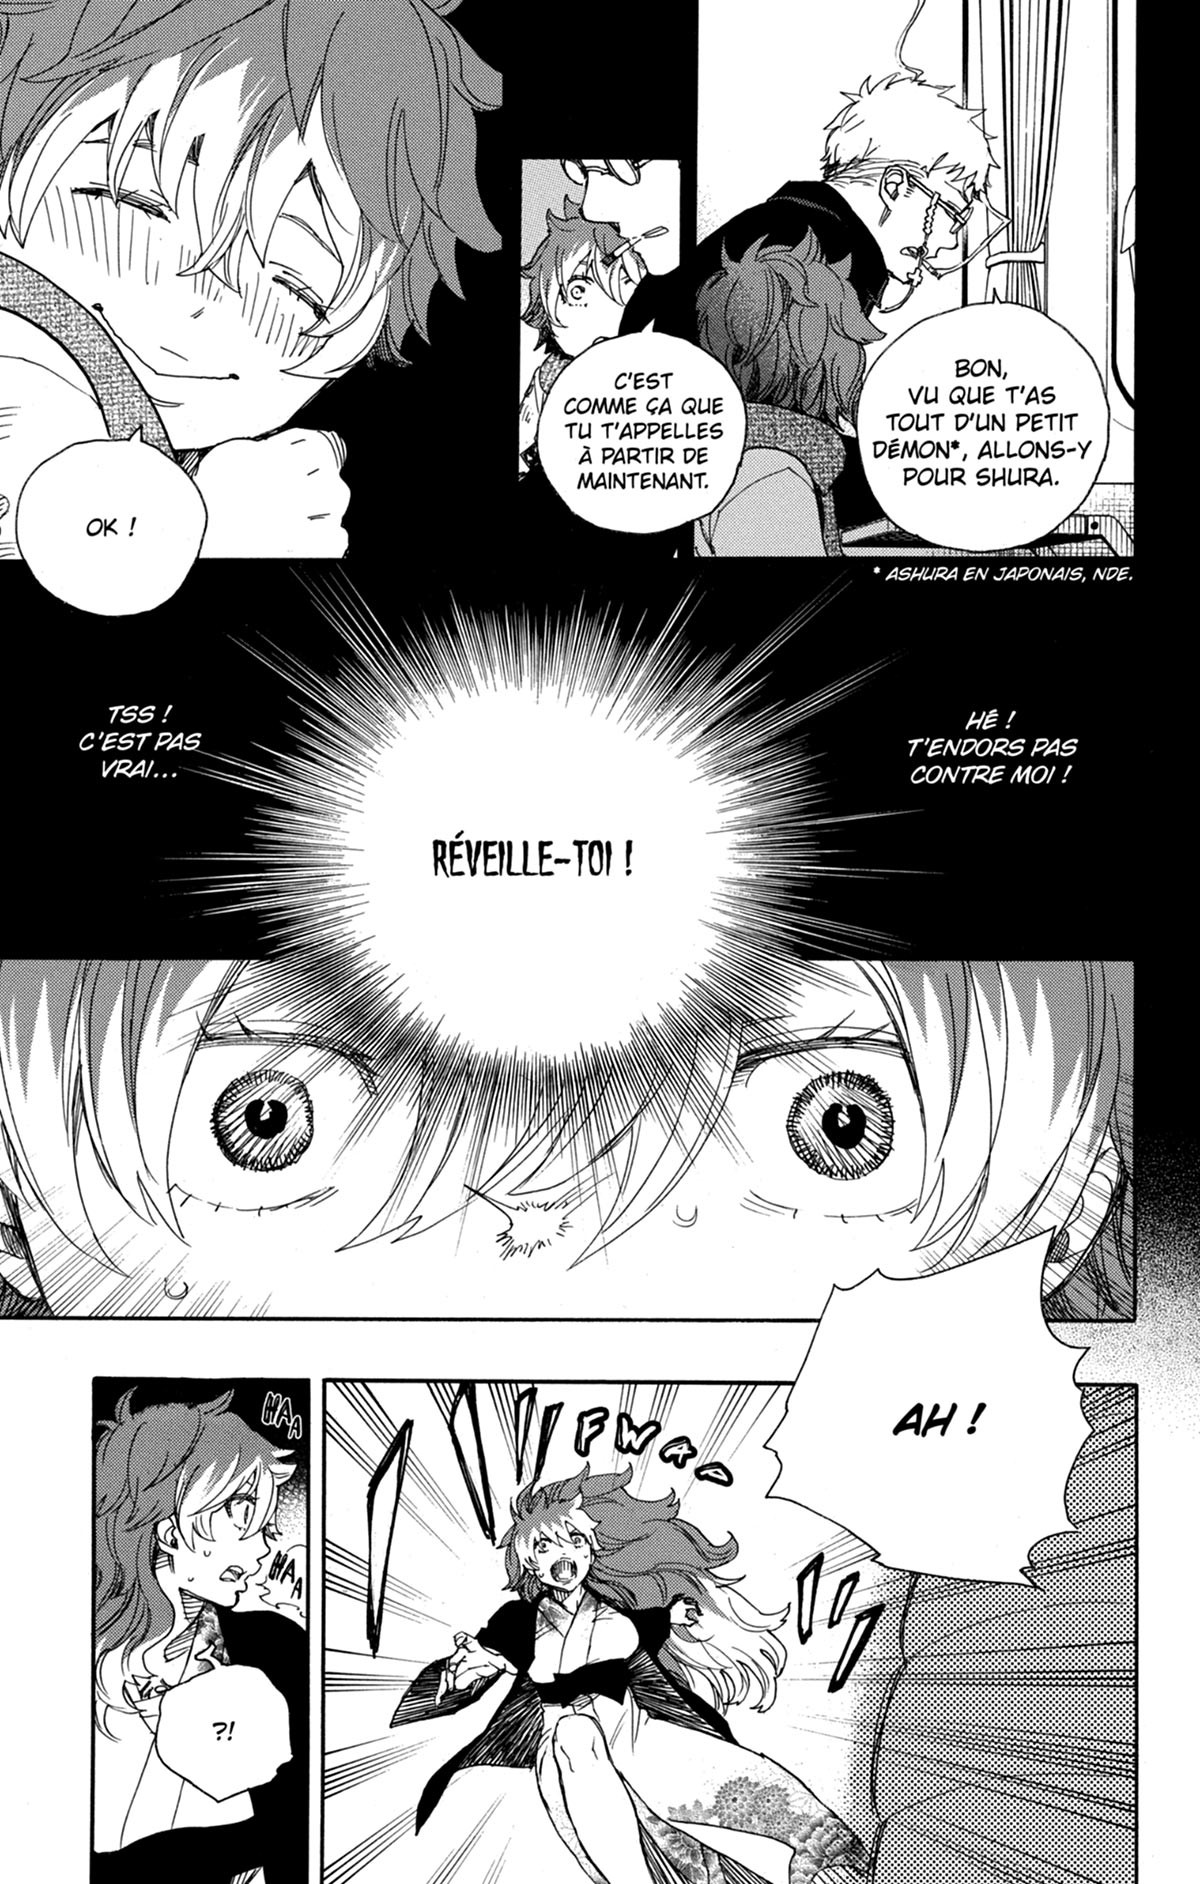 BON,
VU QUE T'AS
TOUT D'UN PETIT
DÉMON*, ALLONS-Y
POUR SHURA.
* ASHURA EN JAPONAIS, NDE.
C'EST
COMME ÇA QUE
TU T'APPELLES
À PARTIR DE
MAINTENANT.
OK !
HÉ !
T'ENDORS PAS
CONTRE MOI !
TSS !
C'EST PAS
VRAI...
RÉVEILLE-TOI !
AH !
FWAA
HAA
HAA
?!